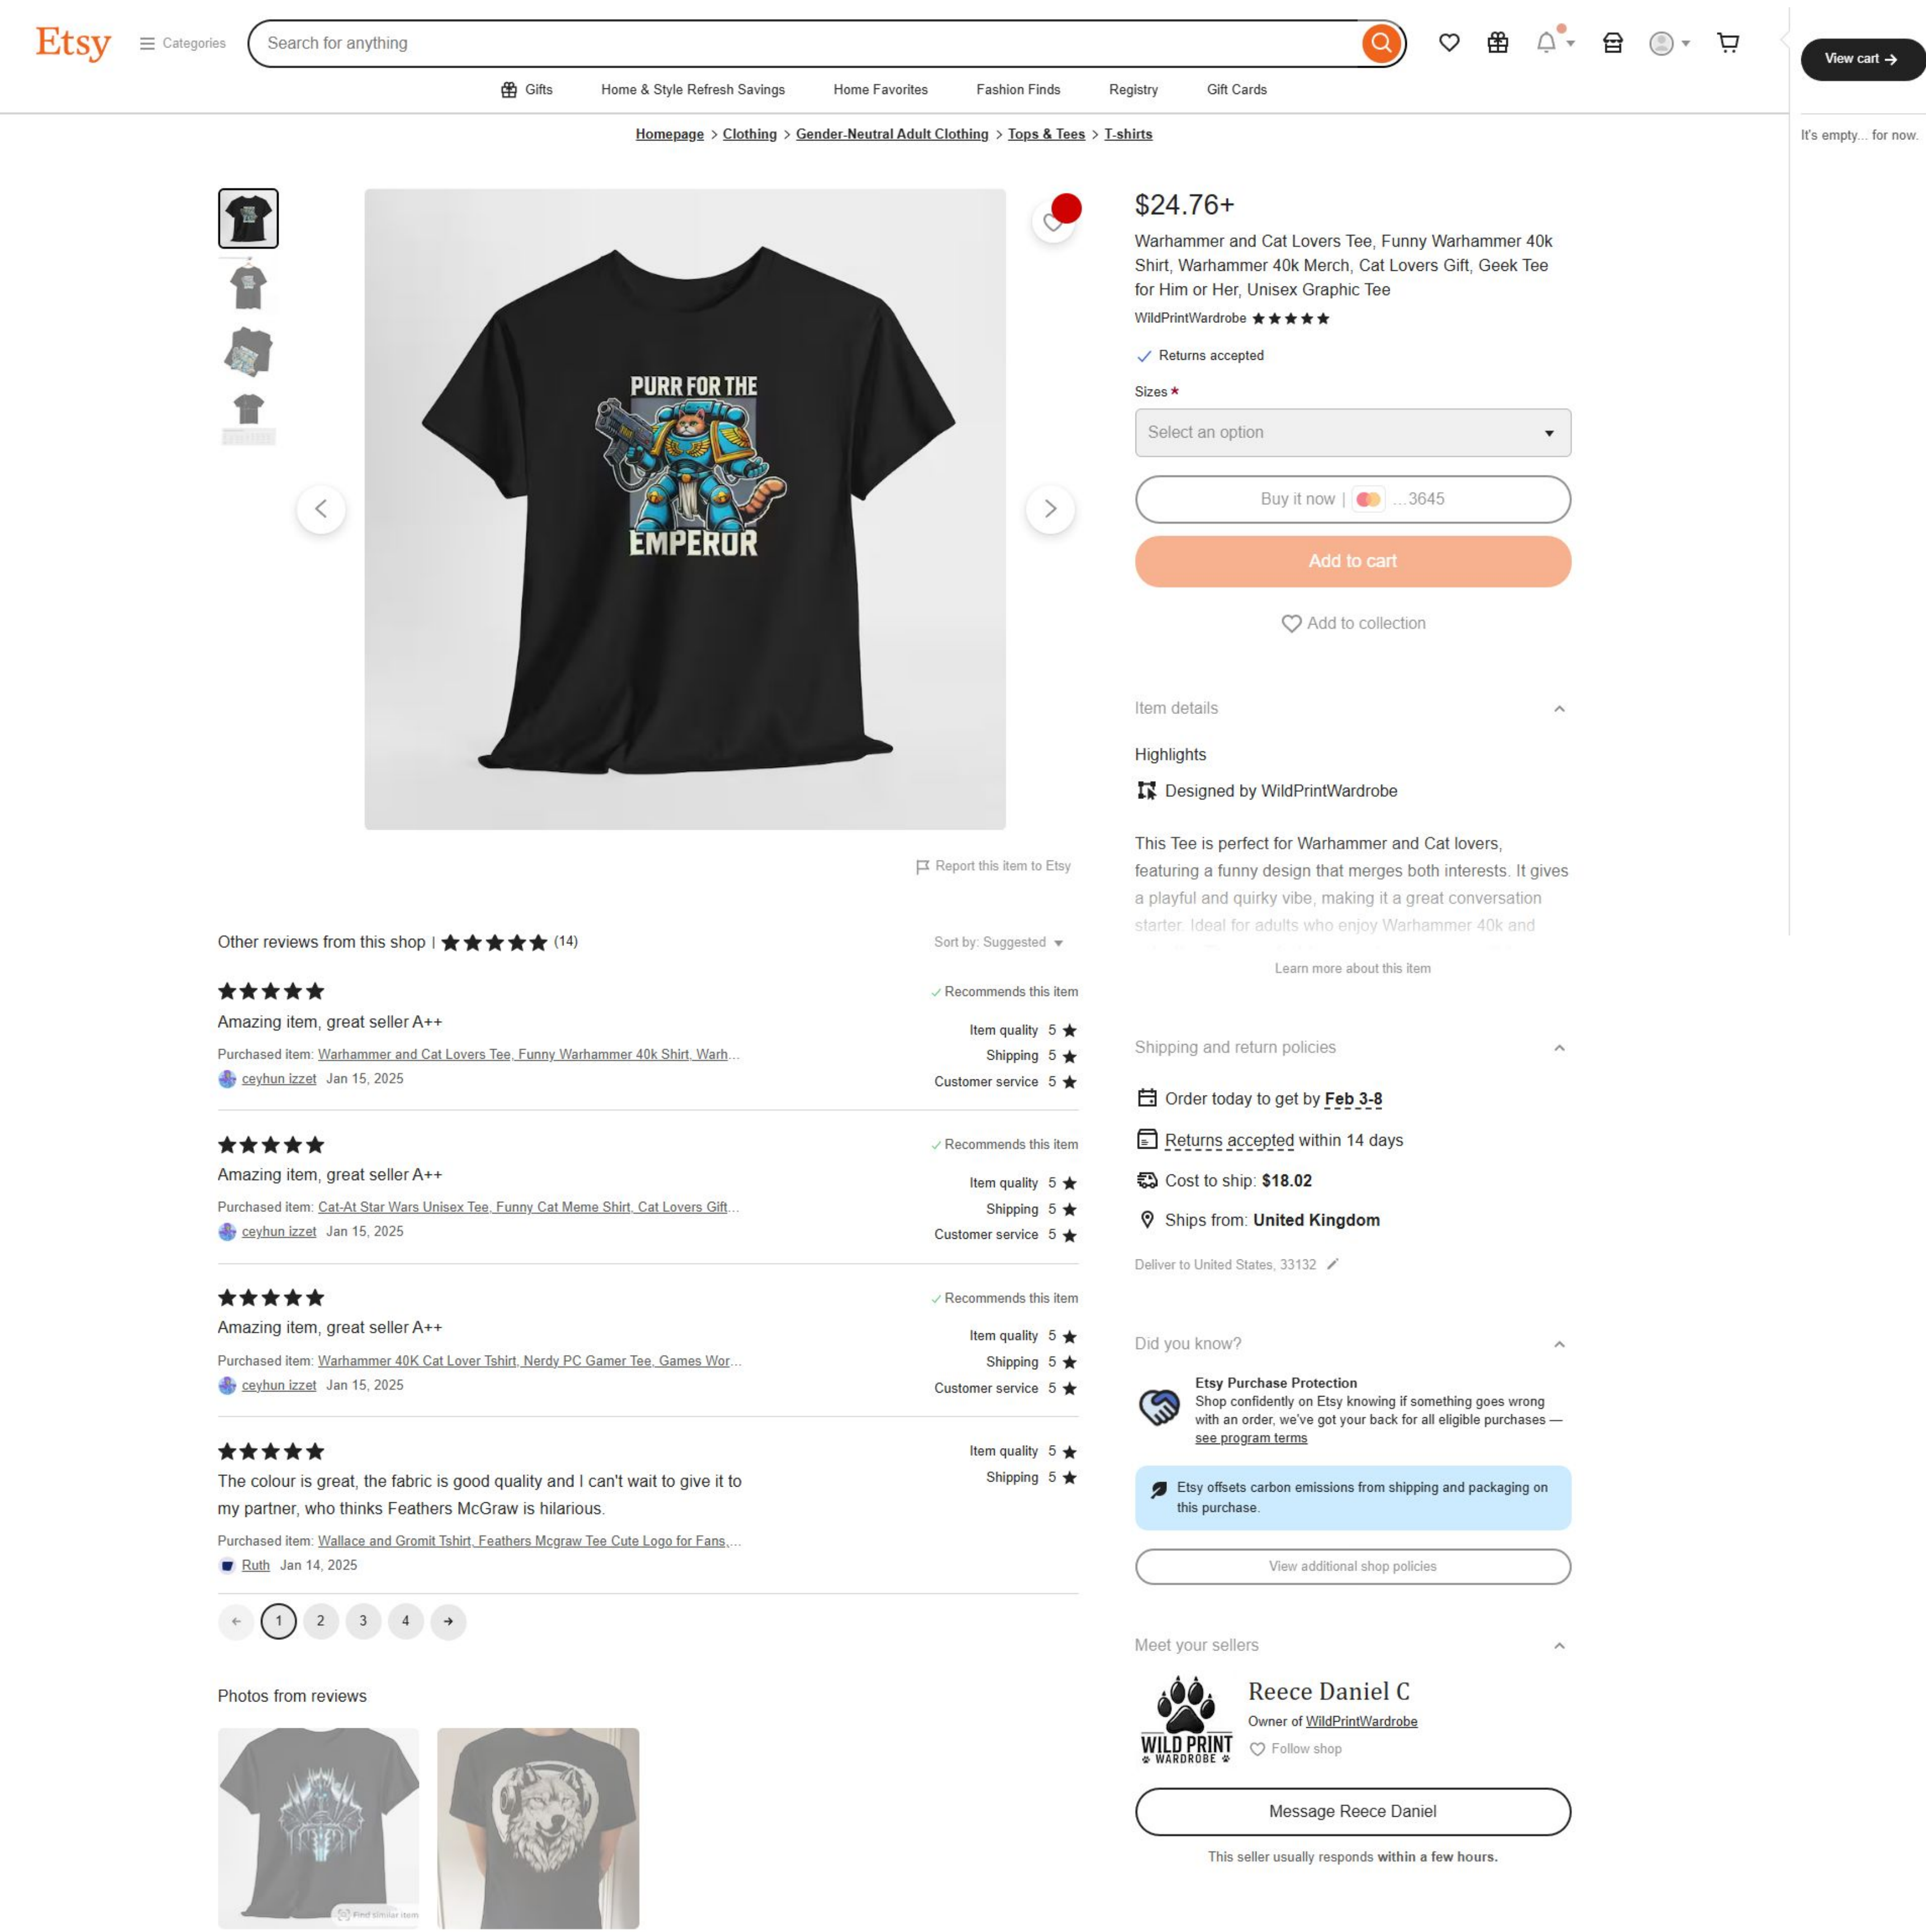 Etsy
Categories
Search for anything
View cart →
Gifts
Home & Style Refresh Savings
Home Favorites
Fashion Finds
Registry
Gift Cards
It's empty... for now.
Homepage > Clothing > Gender-Neutral Adult Clothing > Tops & Tees > T-shirts
PURR FOR THE
EMPEROR
$24.76+
Warhammer and Cat Lovers Tee, Funny Warhammer 40k
Shirt, Warhammer 40k Merch, Cat Lovers Gift, Geek Tee
for Him or Her, Unisex Graphic Tee
WildPrintWardrobe ★★★★★
Returns accepted
Sizes *
Select an option
Buy it now | ...3645
Add to cart
Add to collection
Item details
Highlights
Designed by WildPrintWardrobe
This Tee is perfect for Warhammer and Cat lovers,
featuring a funny design that merges both interests. It gives
a playful and quirky vibe, making it a great conversation
starter. Ideal for adults who enjoy Warhammer 40k and
Learn more about this item
Report this item to Etsy
Other reviews from this shop | ★★★★★ (14)
Sort by: Suggested
★★★★★
Recommends this item
Amazing item, great seller A++
Item quality 5 ★
Purchased item: Warhammer and Cat Lovers Tee, Funny Warhammer 40k Shirt, Warh...
Shipping 5 ★
ceyhun izzet Jan 15, 2025
Customer service 5 ★
★★★★★
Recommends this item
Amazing item, great seller A++
Item quality 5 ★
Purchased item: Cat-At Star Wars Unisex Tee, Funny Cat Meme Shirt, Cat Lovers Gift...
Shipping 5 ★
ceyhun izzet Jan 15, 2025
Customer service 5 ★
★★★★★
Recommends this item
Amazing item, great seller A++
Item quality 5 ★
Purchased item: Warhammer 40K Cat Lover Tshirt, Nerdy PC Gamer Tee, Games Wor...
Shipping 5 ★
ceyhun izzet Jan 15, 2025
Customer service 5 ★
★★★★★
Item quality 5 ★
The colour is great, the fabric is good quality and I can't wait to give it to
Shipping 5 ★
my partner, who thinks Feathers McGraw is hilarious.
Purchased item: Wallace and Gromit Tshirt, Feathers Mcgraw Tee Cute Logo for Fans,...
Ruth Jan 14, 2025
← 1 2 3 4 →
Photos from reviews
Find similar item
Shipping and return policies
Order today to get by Feb 3-8
Returns accepted within 14 days
Cost to ship: $18.02
Ships from: United Kingdom
Deliver to United States, 33132
Did you know?
Etsy Purchase Protection
Shop confidently on Etsy knowing if something goes wrong
with an order, we've got your back for all eligible purchases —
see program terms
Etsy offsets carbon emissions from shipping and packaging on
this purchase.
View additional shop policies
Meet your sellers
WILD PRINT
WARDROBE
Reece Daniel C
Owner of WildPrintWardrobe
Follow shop
Message Reece Daniel
This seller usually responds within a few hours.